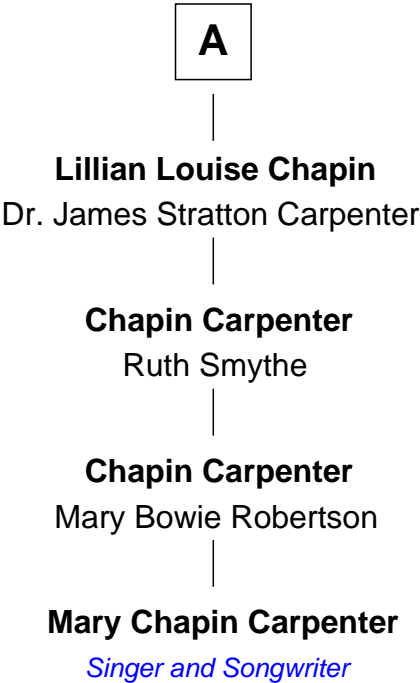 A
Lillian Louise Chapin
Dr. James Stratton Carpenter
Chapin Carpenter
Ruth Smythe
Chapin Carpenter
Mary Bowie Robertson
Mary Chapin Carpenter
Singer and Songwriter